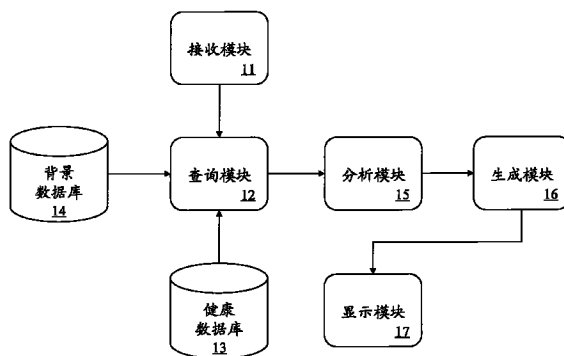 接收模块
11
背景
数据库
14
查询模块
12
分析模块
15
生成模块
16
健康
数据库
13
显示模块
17